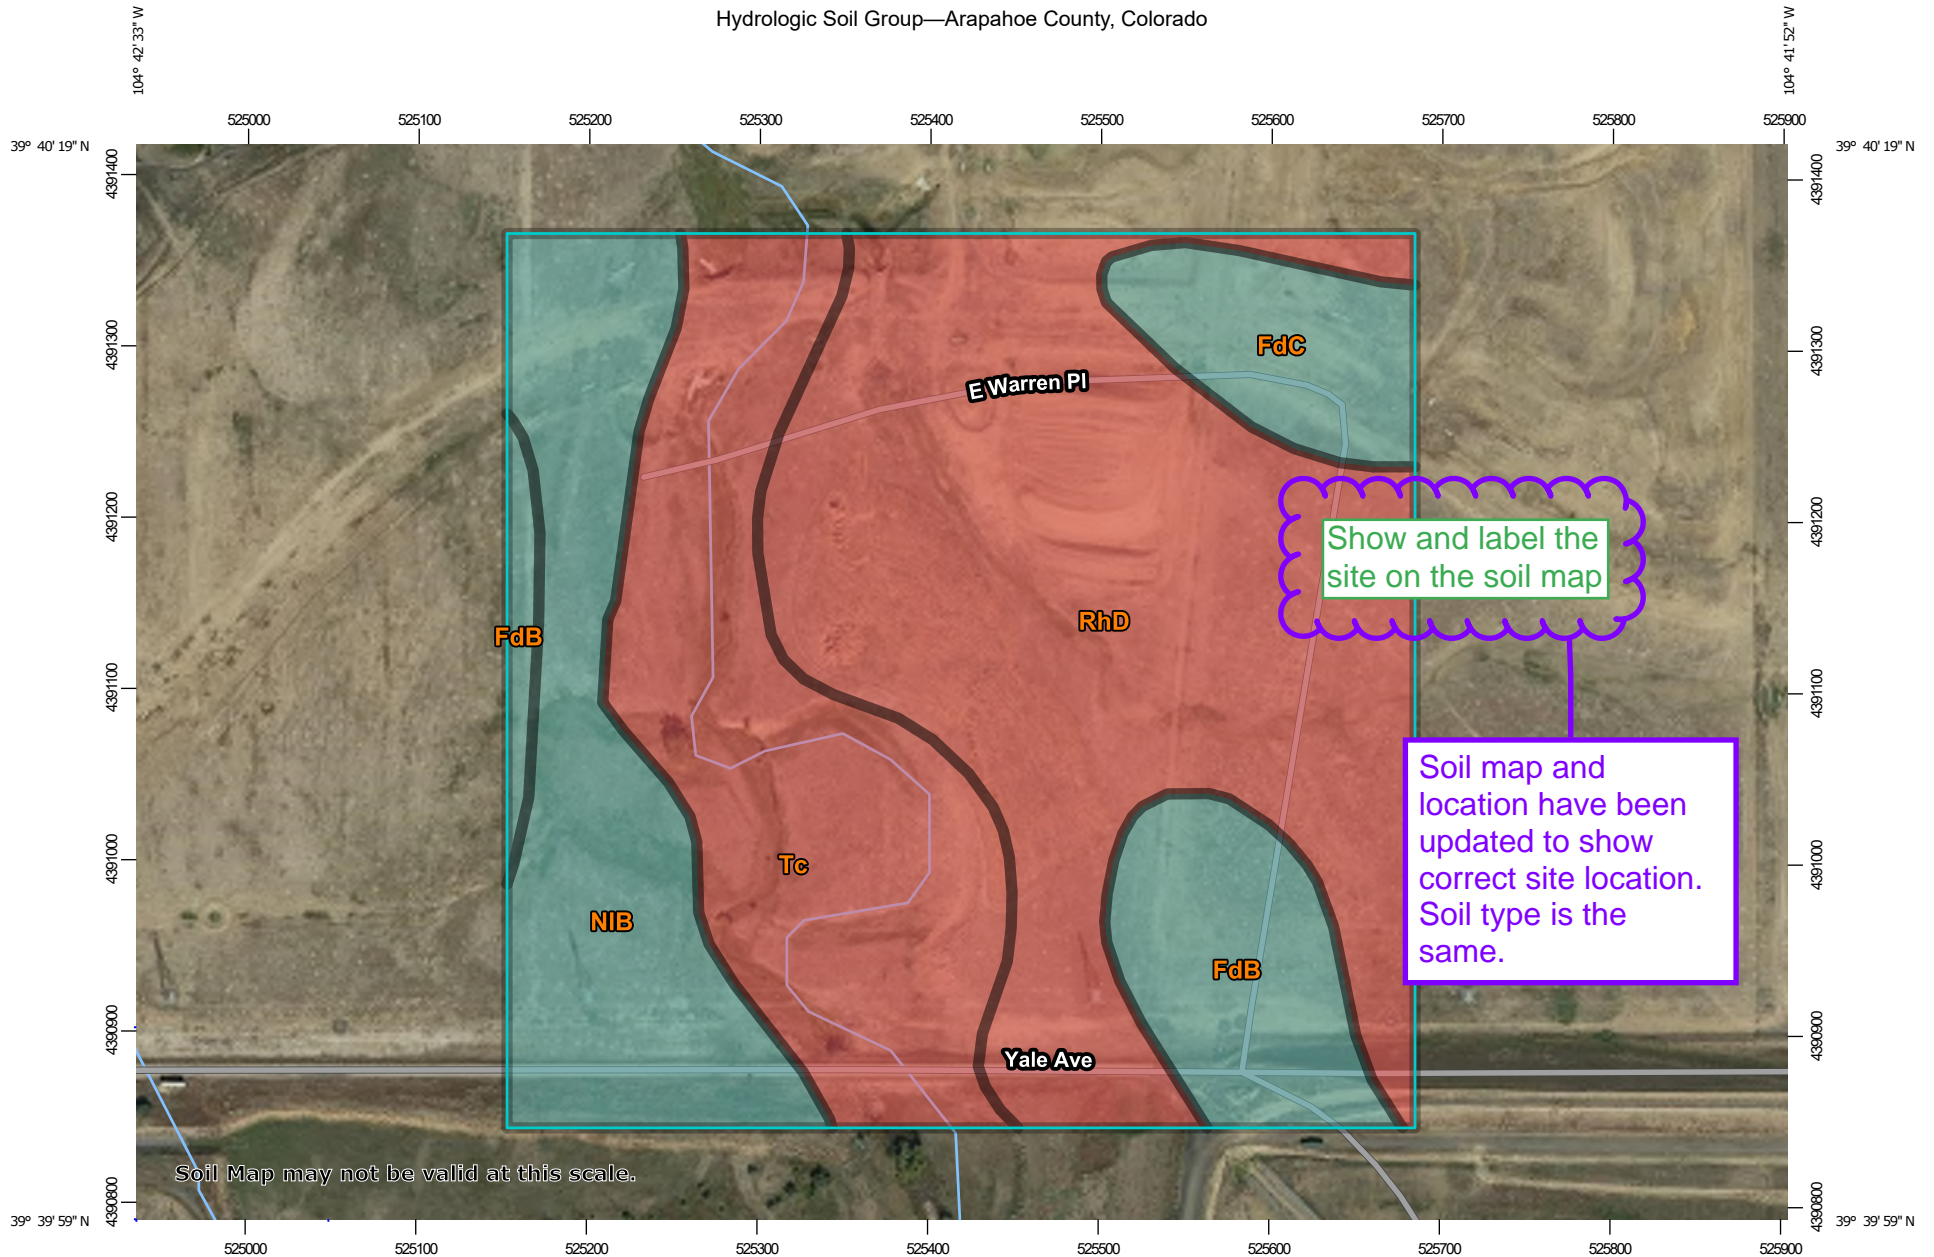 Hydrologic Soil Group—Arapahoe County, Colorado
104° 42' 33" W
104° 41' 52" W
525000 525100 525200 525300 525400 525500 525600 525700 525800 525900
39° 40' 19" N
39° 40' 19" N
4391400
4391400
4391300
4391300
FdC
E Warren Pl
4391200
4391200
Show and label the
site on the soil map
RhD
FdB
4391100
4391100
Soil map and
location have been
updated to show
correct site location.
Soil type is the
same.
4391000
4391000
Tc
NlB
FdB
4390900
4390900
Yale Ave
Soil Map may not be valid at this scale.
4390800
4390800
39° 39' 59" N
39° 39' 59" N
525000 525100 525200 525300 525400 525500 525600 525700 525800 525900